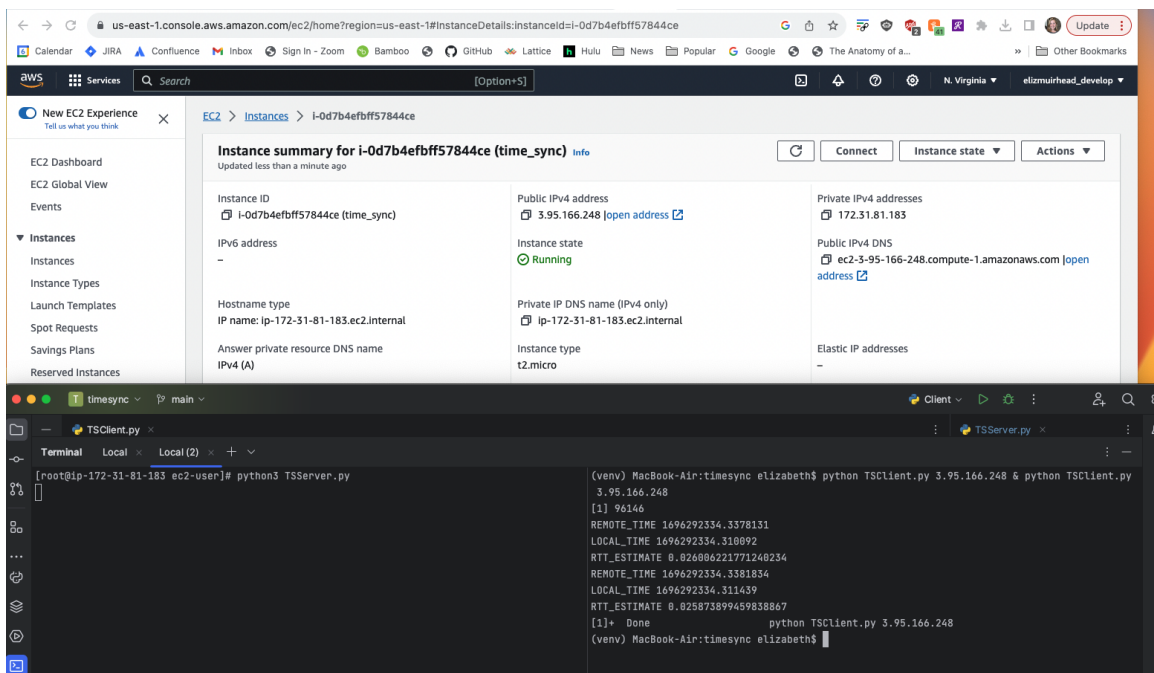 us-east-1.console.aws.amazon.com/ec2/home?region=us-east-1#InstanceDetails:instanceId=i-0d7b4efbff57844ce
Update
Calendar JIRA Confluence Inbox Sign In - Zoom Bamboo GitHub Lattice Hulu News Popular Google The Anatomy of a... » Other Bookmarks
aws Services Search [Option+S] N. Virginia elizmuirhead_develop
New EC2 Experience
Tell us what you think
EC2 Dashboard
EC2 Global View
Events
Instances
Instances
Instance Types
Launch Templates
Spot Requests
Savings Plans
Reserved Instances
EC2 > Instances > i-0d7b4efbff57844ce
Instance summary for i-0d7b4efbff57844ce (time_sync) Info
Updated less than a minute ago
Connect Instance state Actions
Instance ID
i-0d7b4efbff57844ce (time_sync)
Public IPv4 address
3.95.166.248 |open address
Private IPv4 addresses
172.31.81.183
IPv6 address
–
Instance state
Running
Public IPv4 DNS
ec2-3-95-166-248.compute-1.amazonaws.com |open
address
Hostname type
IP name: ip-172-31-81-183.ec2.internal
Private IP DNS name (IPv4 only)
ip-172-31-81-183.ec2.internal
Answer private resource DNS name
IPv4 (A)
Instance type
t2.micro
Elastic IP addresses
–
T timesync main Client
TSClient.py TSServer.py
Terminal Local Local (2)
[root@ip-172-31-81-183 ec2-user]# python3 TSServer.py
(venv) MacBook-Air:timesync elizabeth$ python TSClient.py 3.95.166.248 & python TSClient.py
3.95.166.248
[1] 96146
REMOTE_TIME 1696292334.3378131
LOCAL_TIME 1696292334.310092
RTT_ESTIMATE 0.026006221771240234
REMOTE_TIME 1696292334.3381834
LOCAL_TIME 1696292334.311439
RTT_ESTIMATE 0.025873899459838867
[1]+ Done python TSClient.py 3.95.166.248
(venv) MacBook-Air:timesync elizabeth$